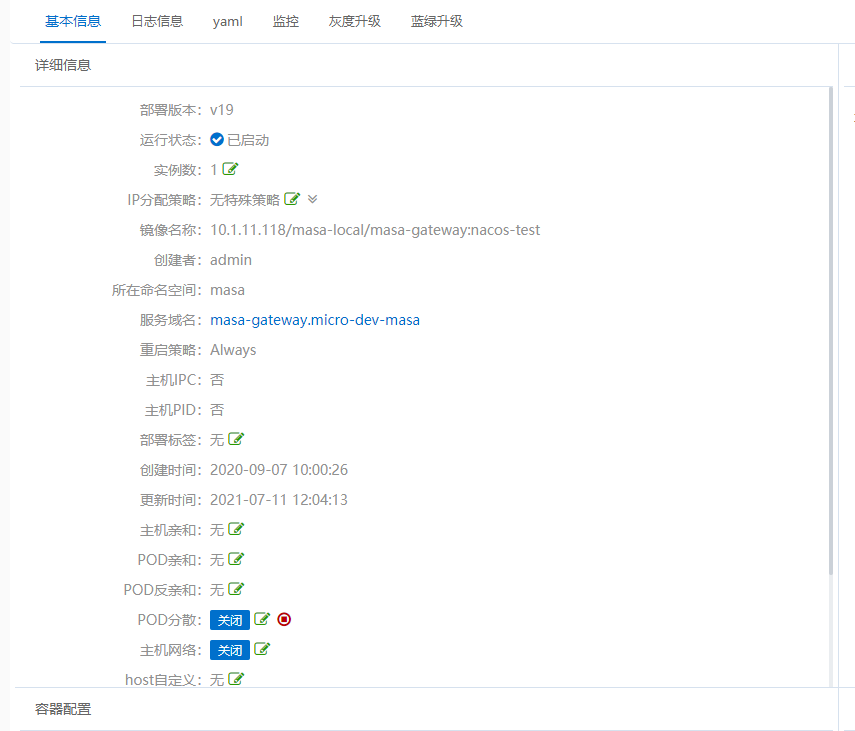 基本信息 日志信息 yaml 监控 灰度升级 蓝绿升级
详细信息
部署版本: v19
运行状态: 已启动
实例数: 1
IP分配策略: 无特殊策略
镜像名称: 10.1.11.118/masa-local/masa-gateway:nacos-test
创建者: admin
所在命名空间: masa
服务域名: masa-gateway.micro-dev-masa
重启策略: Always
主机IPC: 否
主机PID: 否
部署标签: 无
创建时间: 2020-09-07 10:00:26
更新时间: 2021-07-11 12:04:13
主机亲和: 无
POD亲和: 无
POD反亲和: 无
POD分散: 关闭
主机网络: 关闭
host自定义: 无
容器配置